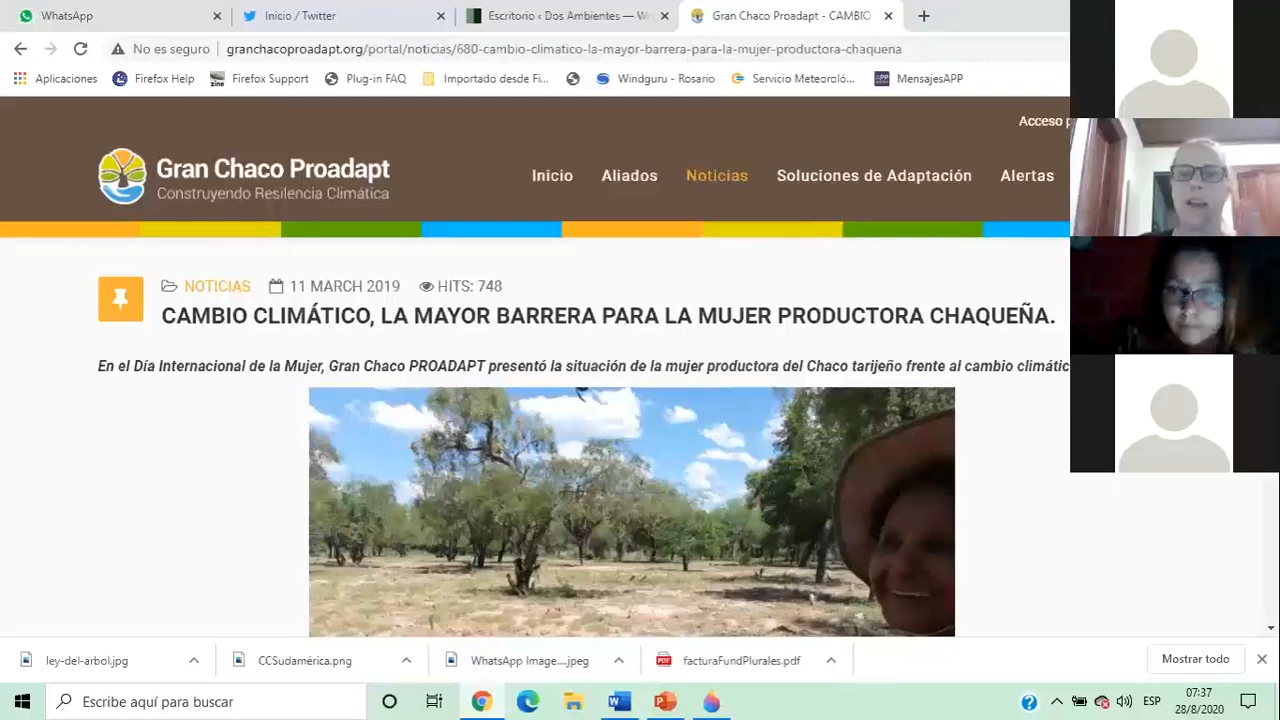 WhatsApp
Inicio / Twitter
Escritorio ‹ Dos Ambientes — W
Gran Chaco Proadapt - CAMBIO
No es seguro
granchacoproadapt.org/portal/noticias/680-cambio-climatico-la-mayor-barrera-para-la-mujer-productora-chaquena
Aplicaciones
Firefox Help
Firefox Support
Plug-in FAQ
Importado desde Fi...
Windguru - Rosario
Servicio Meteoroló...
MensajesAPP
Acceso p
Gran Chaco Proadapt
Construyendo Resilencia Climática
Inicio
Aliados
Noticias
Soluciones de Adaptación
Alertas
NOTICIAS
11 MARCH 2019
HITS: 748
CAMBIO CLIMÁTICO, LA MAYOR BARRERA PARA LA MUJER PRODUCTORA CHAQUEÑA.
En el Día Internacional de la Mujer, Gran Chaco PROADAPT presentó la situación de la mujer productora del Chaco tarijeño frente al cambio climátic
ley-del-arbol.jpg
CCSudamérica.png
WhatsApp Image....jpeg
facturaFundPlurales.pdf
Mostrar todo
Escribe aquí para buscar
ESP
07:37
28/8/2020